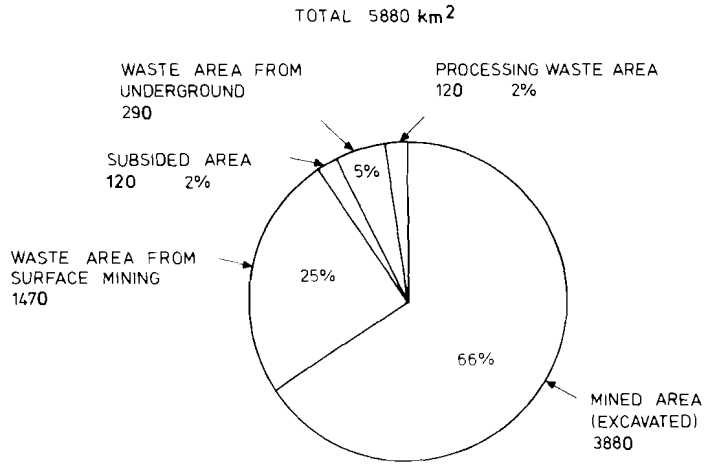 TOTAL 5880 km²
WASTE AREA FROM
UNDERGROUND
290
PROCESSING WASTE AREA
120 2%
SUBSIDED AREA
120 2%
5%
WASTE AREA FROM
SURFACE MINING
1470
25%
66%
MINED AREA
(EXCAVATED)
3880